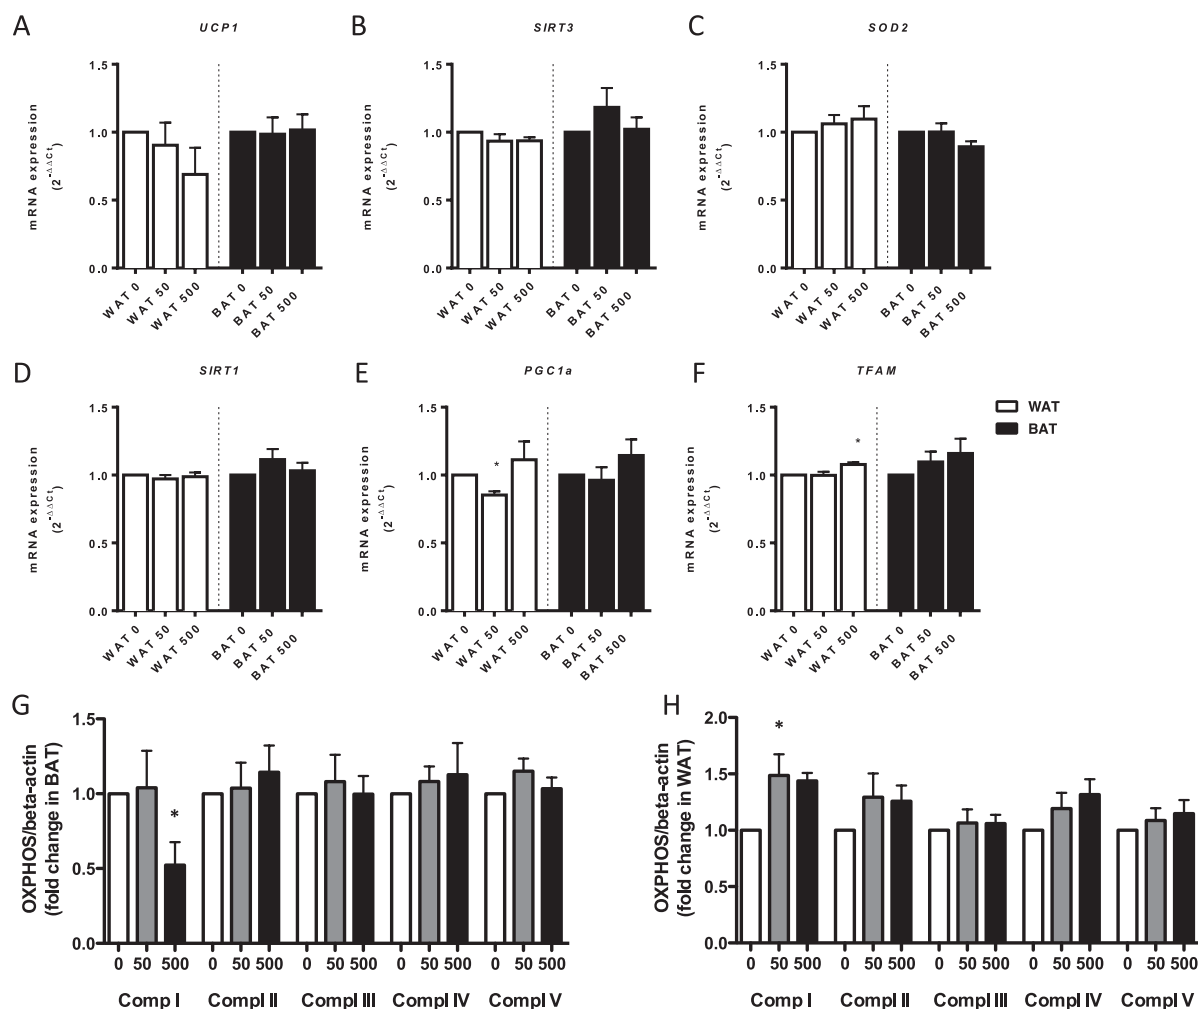 A
UCP1
mRNA expression
(2^-ΔΔCt)
1.5
1.0
0.5
0.0
WAT 0
WAT 50
WAT 500
BAT 0
BAT 50
BAT 500
B
SIRT3
mRNA expression
(2^-ΔΔCt)
1.5
1.0
0.5
0.0
WAT 0
WAT 50
WAT 500
BAT 0
BAT 50
BAT 500
C
SOD2
mRNA expression
(2^-ΔΔCt)
1.5
1.0
0.5
0.0
WAT 0
WAT 50
WAT 500
BAT 0
BAT 50
BAT 500
D
SIRT1
mRNA expression
(2^-ΔΔCt)
1.5
1.0
0.5
0.0
WAT 0
WAT 50
WAT 500
BAT 0
BAT 50
BAT 500
E
PGC1a
mRNA expression
(2^-ΔΔCt)
1.5
1.0
0.5
0.0
*
WAT 0
WAT 50
WAT 500
BAT 0
BAT 50
BAT 500
F
TFAM
mRNA expression
(2^-ΔΔCt)
1.5
1.0
0.5
0.0
*
WAT 0
WAT 50
WAT 500
BAT 0
BAT 50
BAT 500
WAT
BAT
G
OXPHOS/beta-actin
(fold change in BAT)
1.5
1.0
0.5
0.0
*
0 50 500 0 50 500 0 50 500 0 50 500 0 50 500
Comp I Compl II Compl III Compl IV Compl V
H
OXPHOS/beta-actin
(fold change in WAT)
2.0
1.5
1.0
0.5
0.0
*
0 50 500 0 50 500 0 50 500 0 50 500 0 50 500
Comp I Compl II Compl III Compl IV Compl V